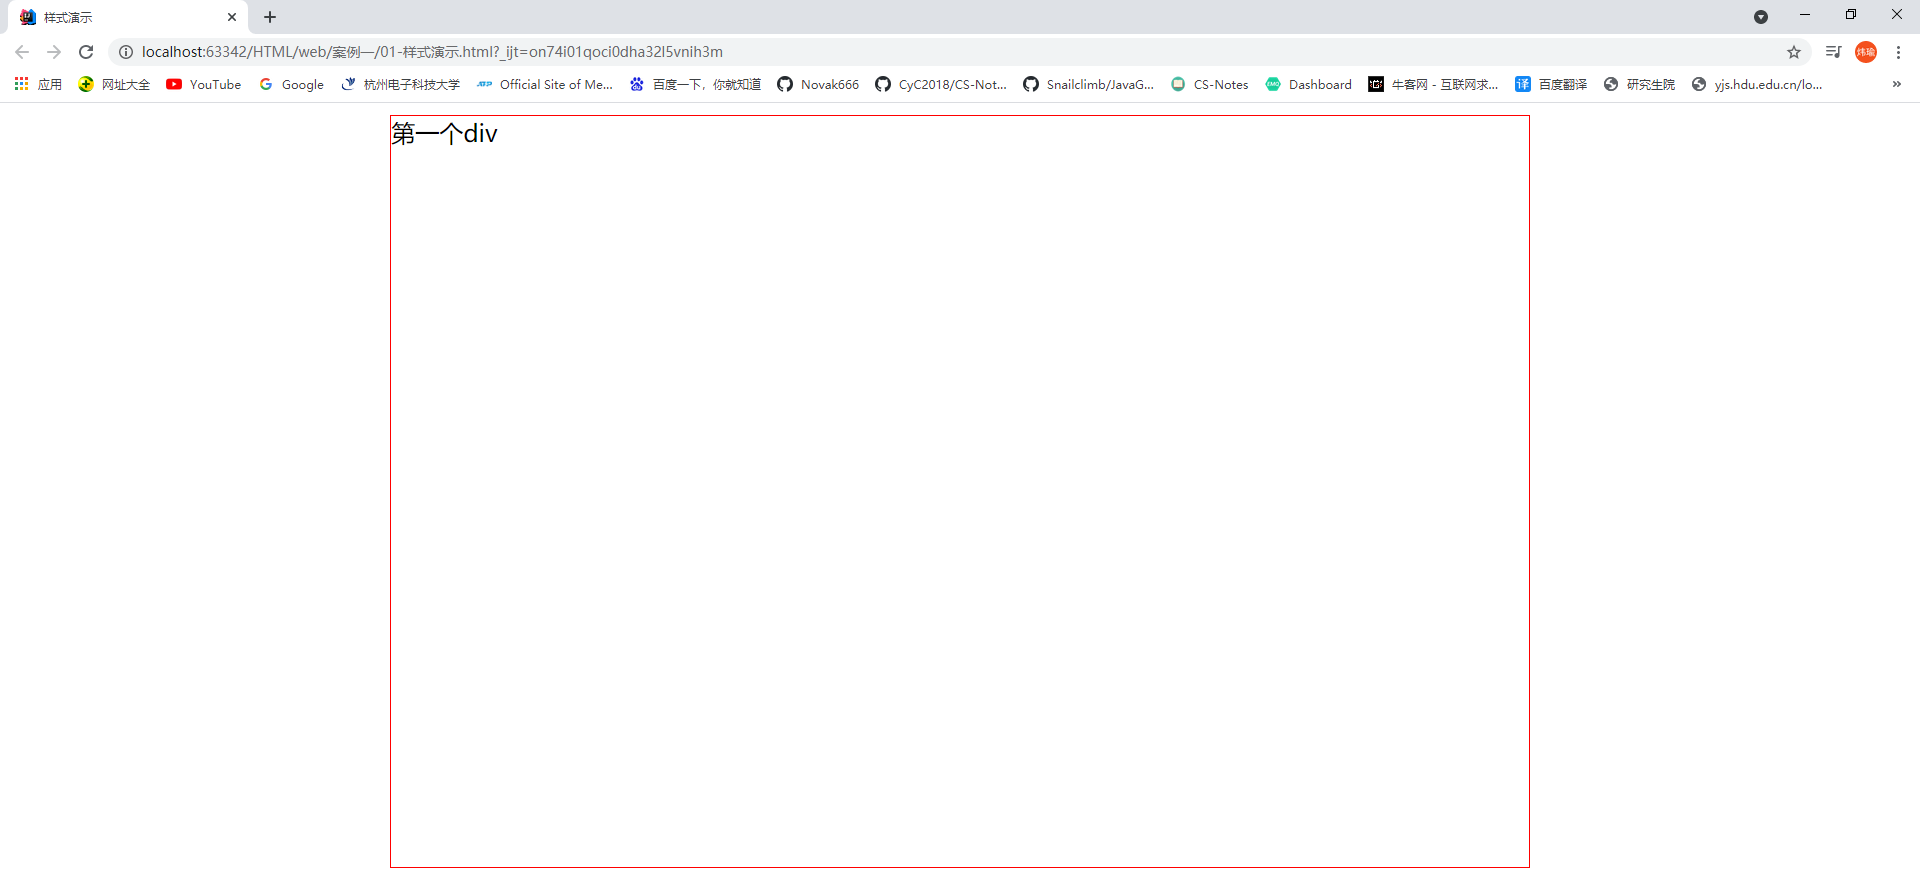 样式演示
localhost:63342/HTML/web/案例一/01-样式演示.html?_ijt=on74i01qoci0dha32l5vnih3m
炜瑜
应用 网址大全 YouTube Google 杭州电子科技大学 Official Site of Me... 百度一下，你就知道 Novak666 CyC2018/CS-Not... Snailclimb/JavaG... CS-Notes Dashboard 牛客网 - 互联网求... 译 百度翻译 研究生院 yjs.hdu.edu.cn/lo... »
第一个div